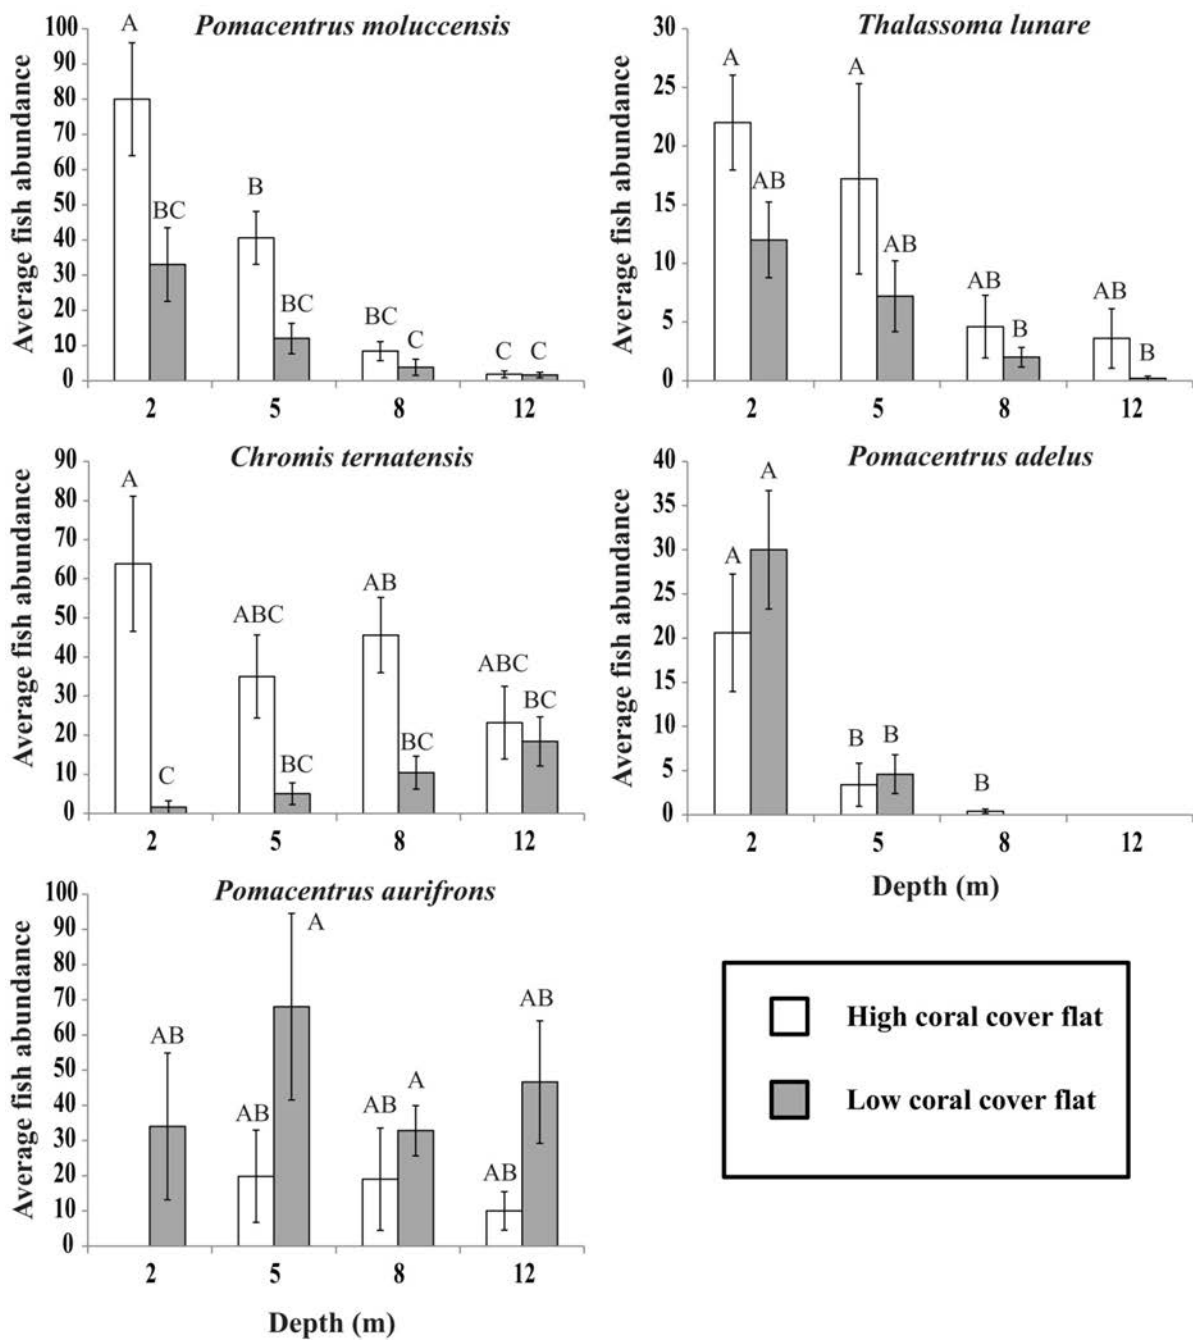 Pomacentrus moluccensis
Average fish abundance
100
90
80
70
60
50
40
30
20
10
0
A
BC
B
BC
BC
C
C
C
2 5 8 12
Thalassoma lunare
Average fish abundance
30
25
20
15
10
5
0
A
AB
A
AB
AB
B
AB
B
2 5 8 12
Chromis ternatensis
Average fish abundance
90
80
70
60
50
40
30
20
10
0
A
C
ABC
BC
AB
BC
ABC
BC
2 5 8 12
Pomacentrus adelus
Average fish abundance
40
35
30
25
20
15
10
5
0
A
A
B
B
B
2 5 8 12
Depth (m)
Pomacentrus aurifrons
Average fish abundance
100
90
80
70
60
50
40
30
20
10
0
AB
AB
A
AB
A
AB
AB
2 5 8 12
Depth (m)
High coral cover flat
Low coral cover flat